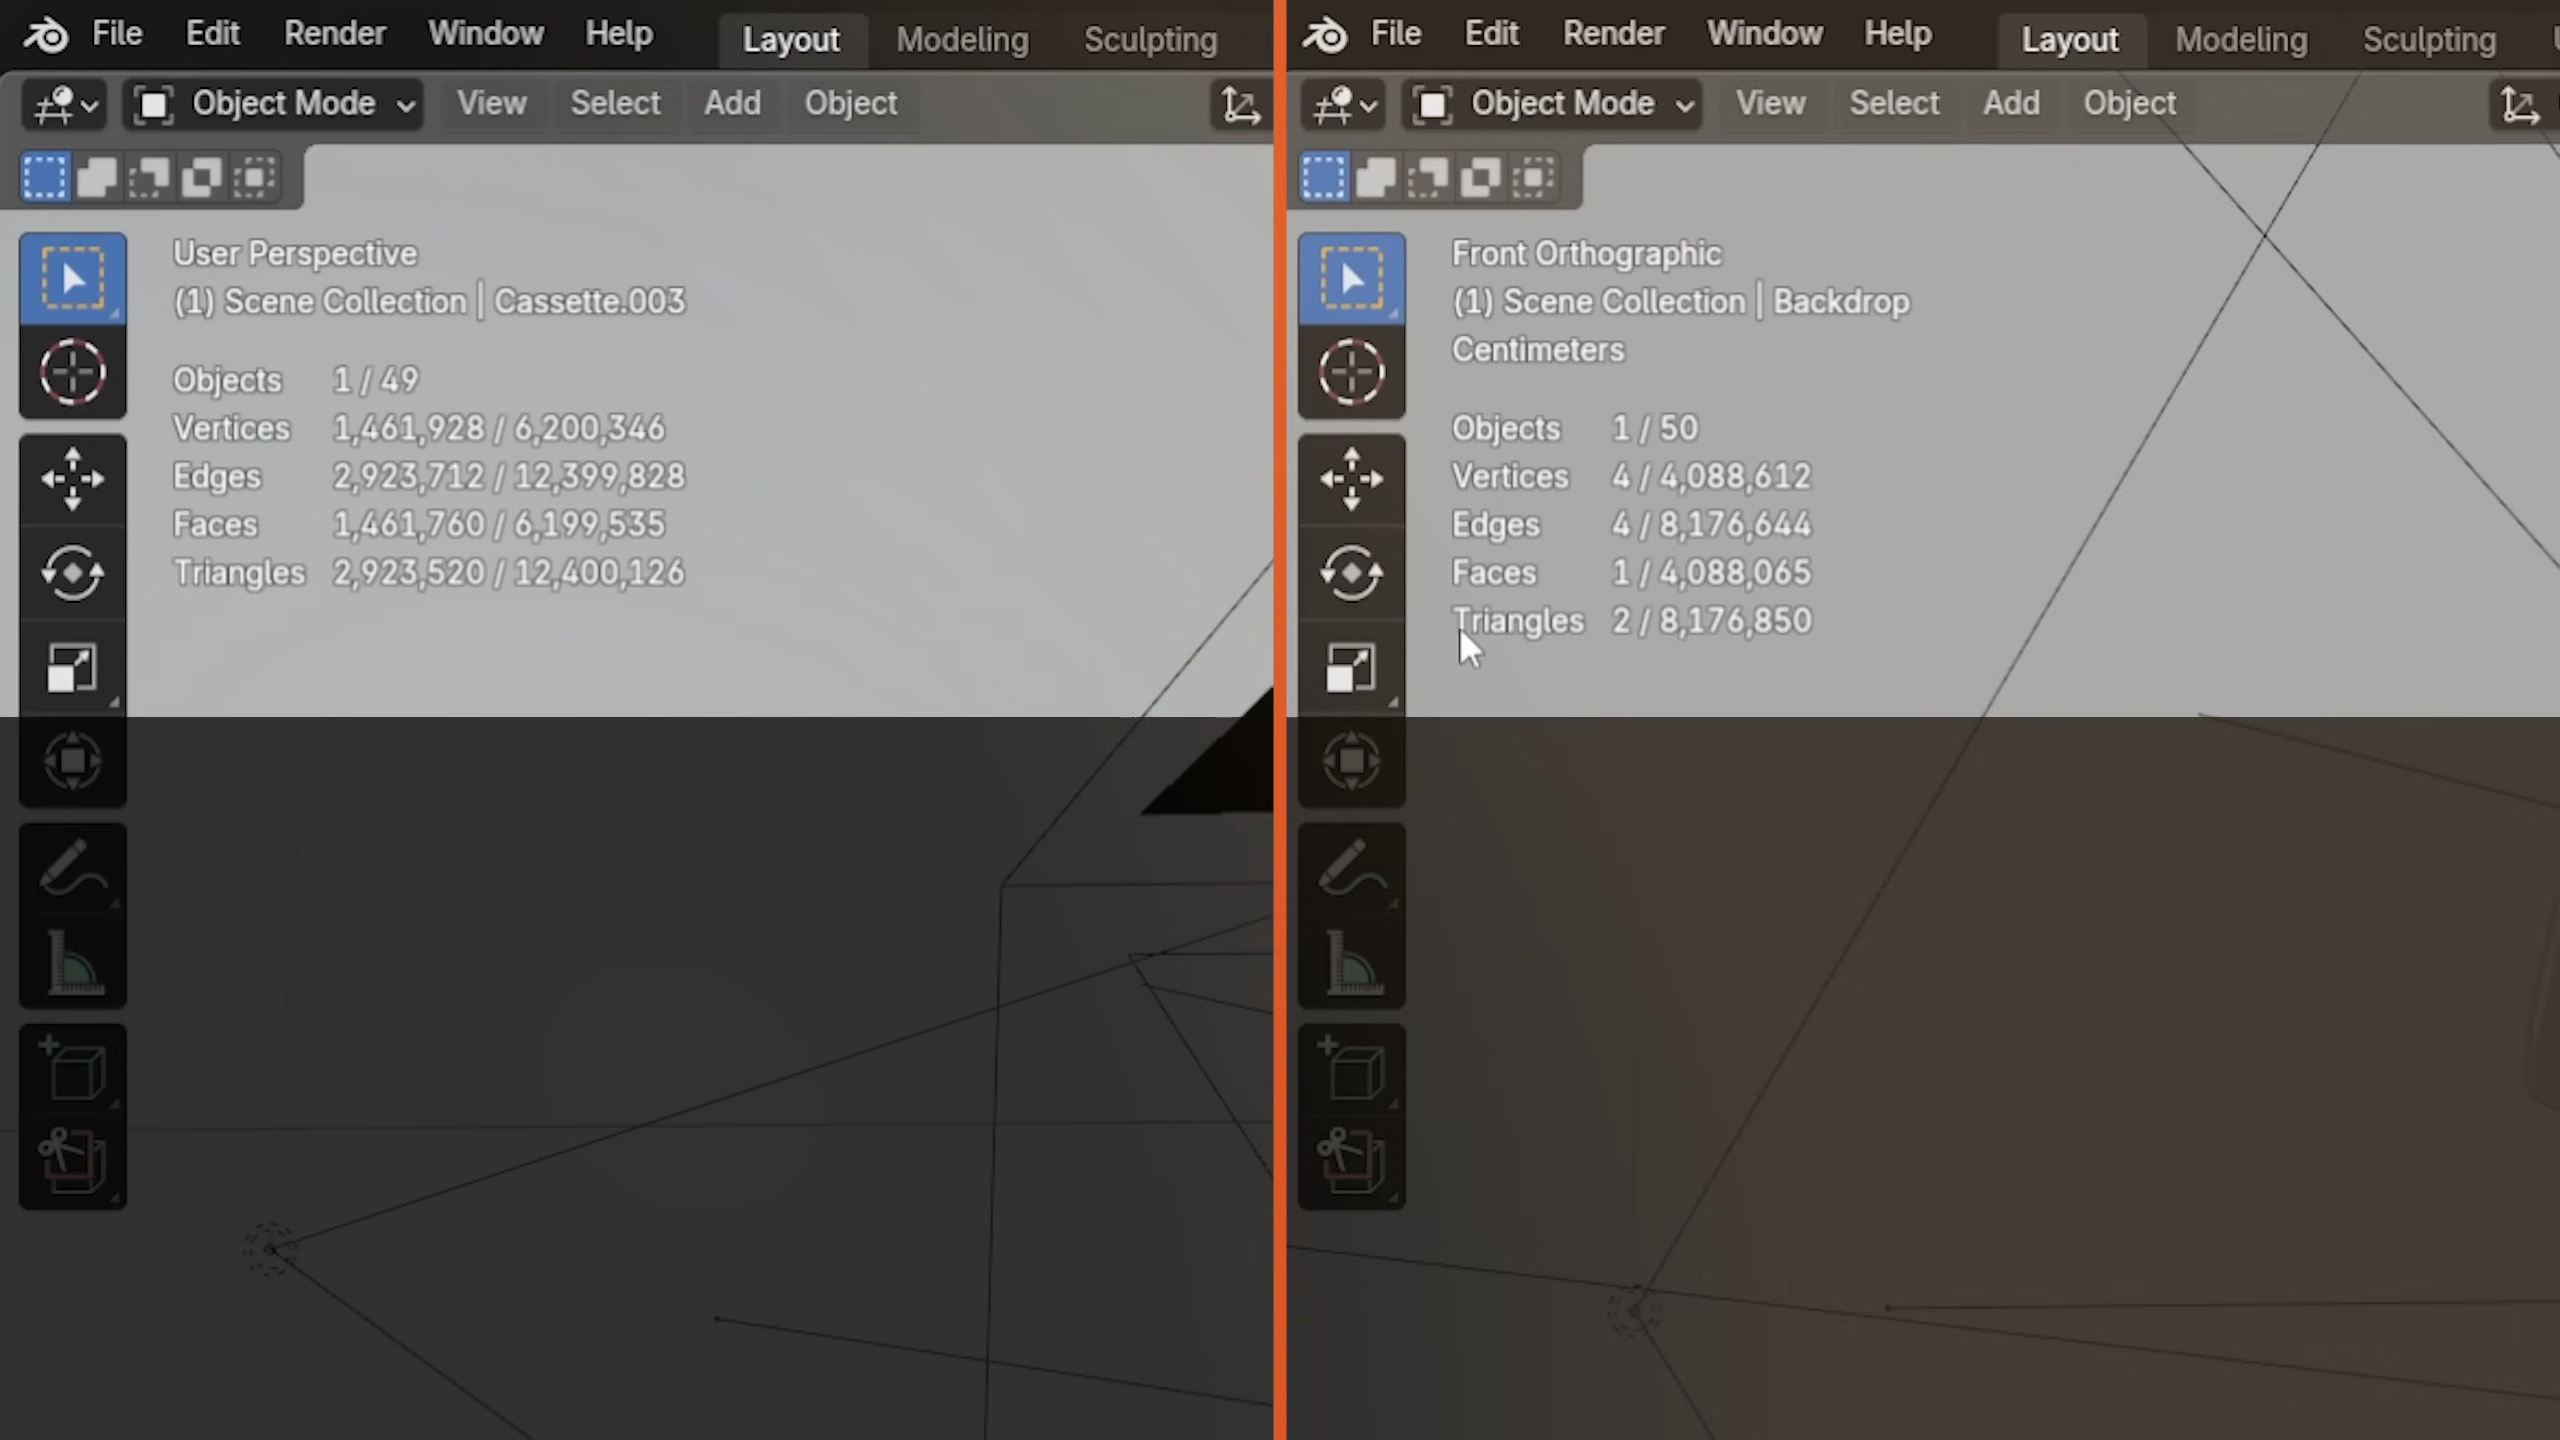 File Edit Render Window Help Layout Modeling Sculpting
Object Mode View Select Add Object
User Perspective
(1) Scene Collection | Cassette.003
Objects 1 / 49
Vertices 1,461,928 / 6,200,346
Edges 2,923,712 / 12,399,828
Faces 1,461,760 / 6,199,535
Triangles 2,923,520 / 12,400,126
File Edit Render Window Help Layout Modeling Sculpting
Object Mode View Select Add Object
Front Orthographic
(1) Scene Collection | Backdrop
Centimeters
Objects 1 / 50
Vertices 4 / 4,088,612
Edges 4 / 8,176,644
Faces 1 / 4,088,065
Triangles 2 / 8,176,850